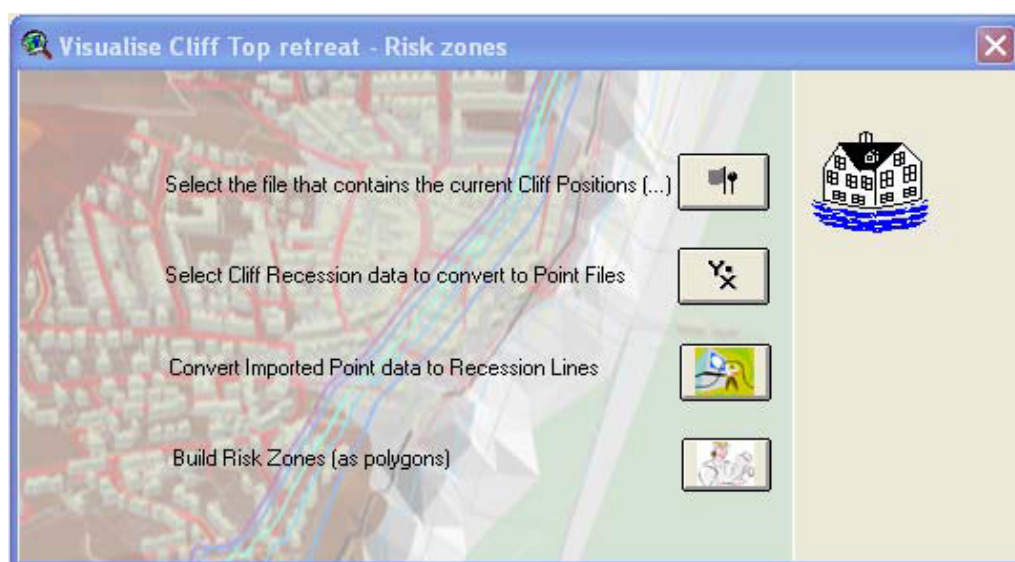 Visualise Cliff Top retreat - Risk zones
Select the file that contains the current Cliff Positions (...)
Select Cliff Recession data to convert to Point Files
Convert Imported Point data to Recession Lines
Build Risk Zones (as polygons)